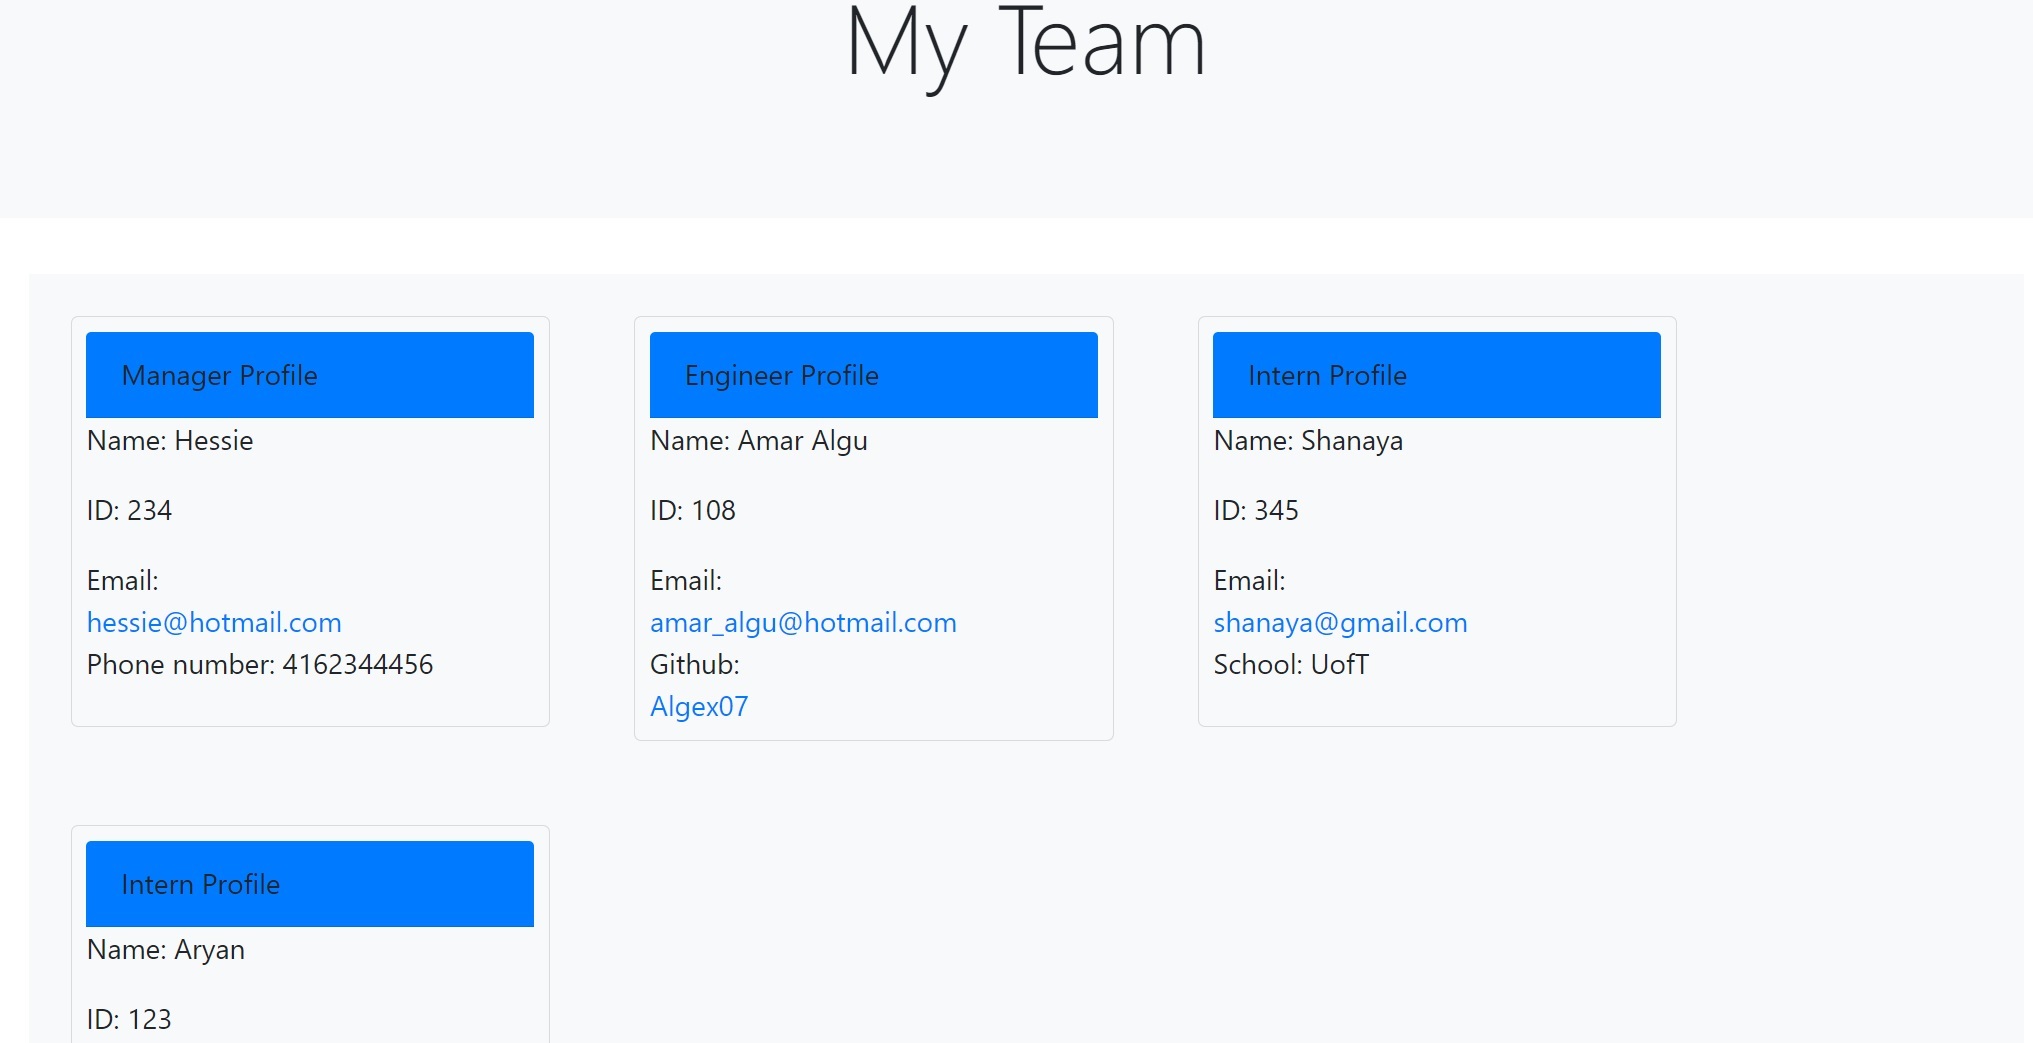 My Team
Manager Profile
Name: Hessie
ID: 234
Email:
hessie@hotmail.com
Phone number: 4162344456
Engineer Profile
Name: Amar Algu
ID: 108
Email:
amar_algu@hotmail.com
Github:
Algex07
Intern Profile
Name: Shanaya
ID: 345
Email:
shanaya@gmail.com
School: UofT
Intern Profile
Name: Aryan
ID: 123